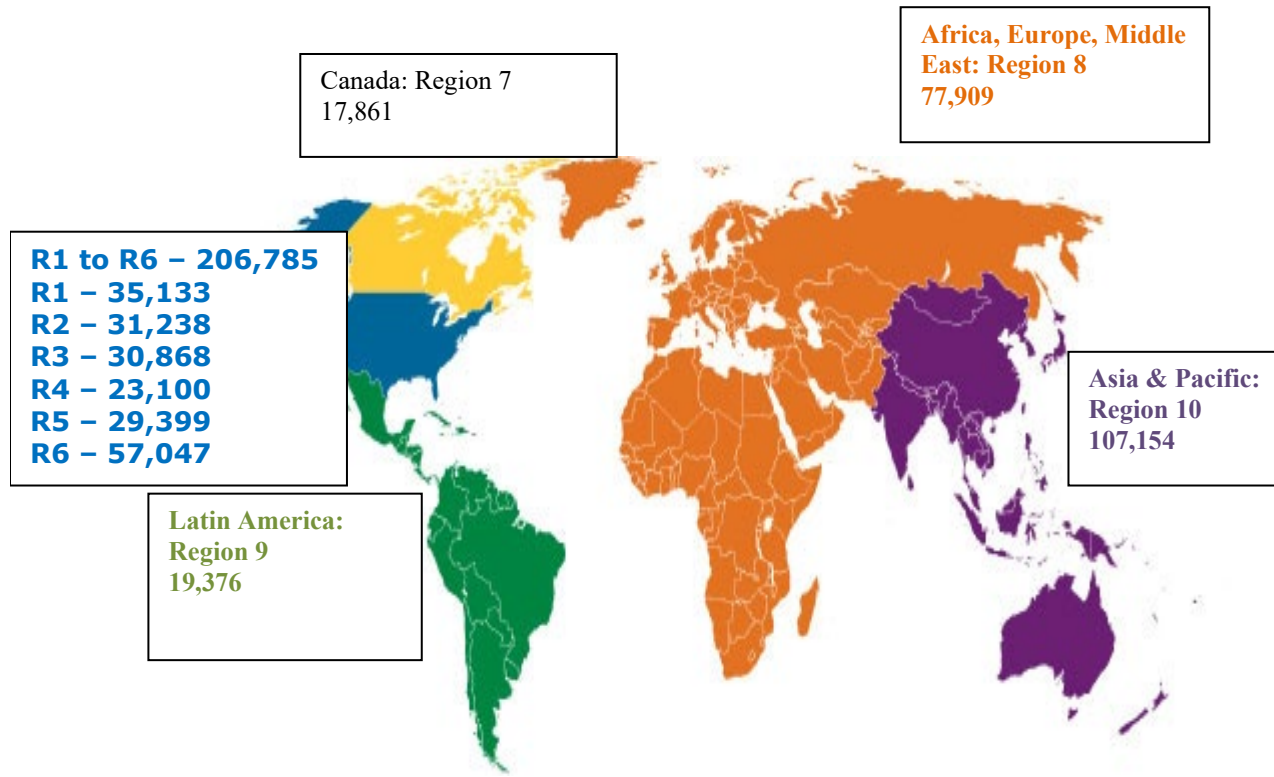 Africa, Europe, Middle
East: Region 8
77,909
Canada: Region 7
17,861
R1 to R6 – 206,785
R1 – 35,133
R2 – 31,238
R3 – 30,868
R4 – 23,100
R5 – 29,399
R6 – 57,047
Asia & Pacific:
Region 10
107,154
Latin America:
Region 9
19,376